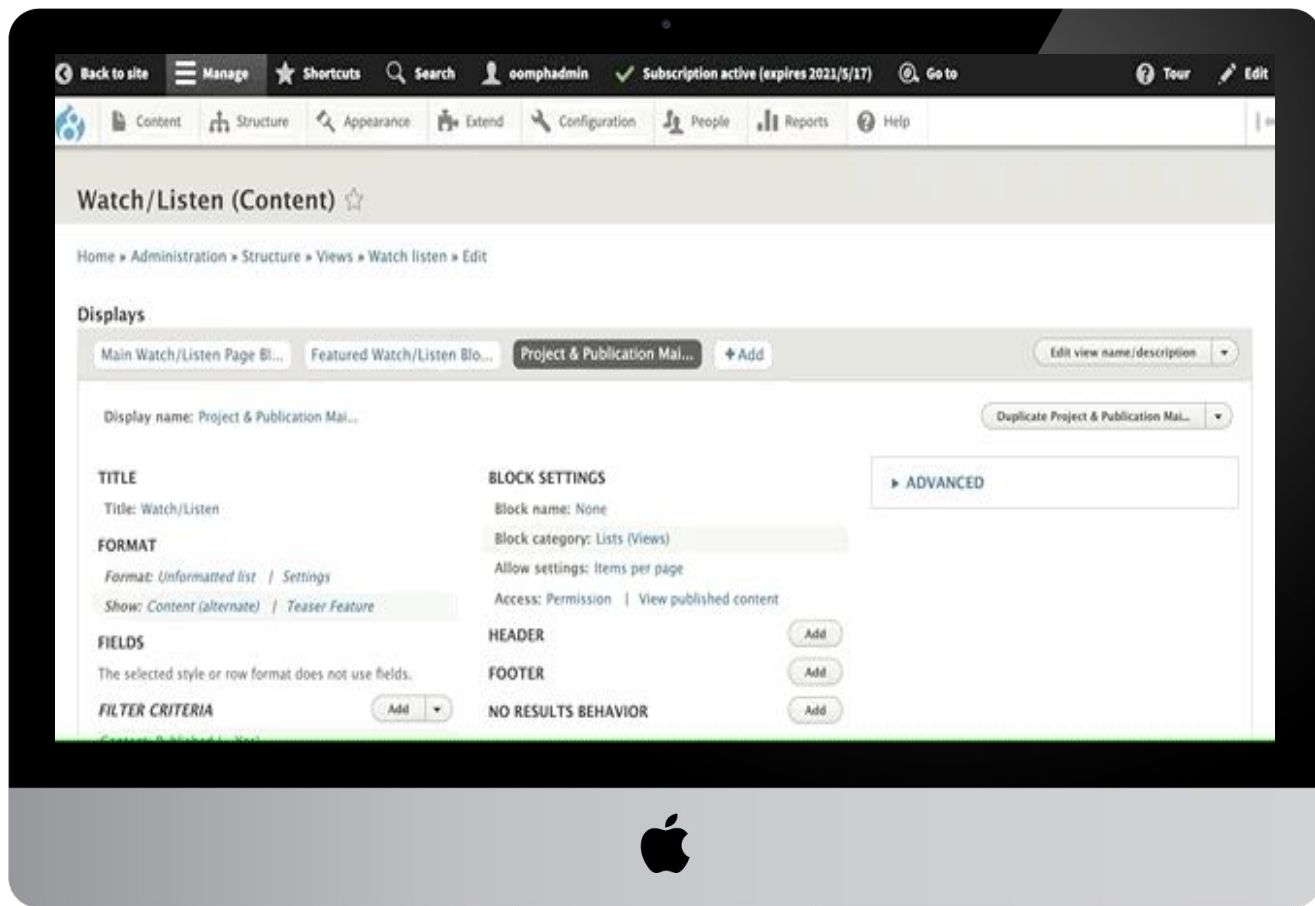 Back to site Manage Shortcuts Search oomphadmin Subscription active (expires 2021/5/17) Go to Tour Edit
Content Structure Appearance Extend Configuration People Reports Help
Watch/Listen (Content)
Home » Administration » Structure » Views » Watch listen » Edit
Displays
Main Watch/Listen Page Bl... Featured Watch/Listen Blo... Project & Publication Mai... +Add Edit view name/description
Display name: Project & Publication Mai... Duplicate Project & Publication Mai...
TITLE BLOCK SETTINGS ADVANCED
Title: Watch/Listen Block name: None
FORMAT Block category: Lists (Views)
Format: Unformatted list | Settings Allow settings: Items per page
Show: Content (alternate) | Teaser Feature Access: Permission | View published content
FIELDS HEADER Add
The selected style or row format does not use fields. FOOTER Add
FILTER CRITERIA Add NO RESULTS BEHAVIOR Add